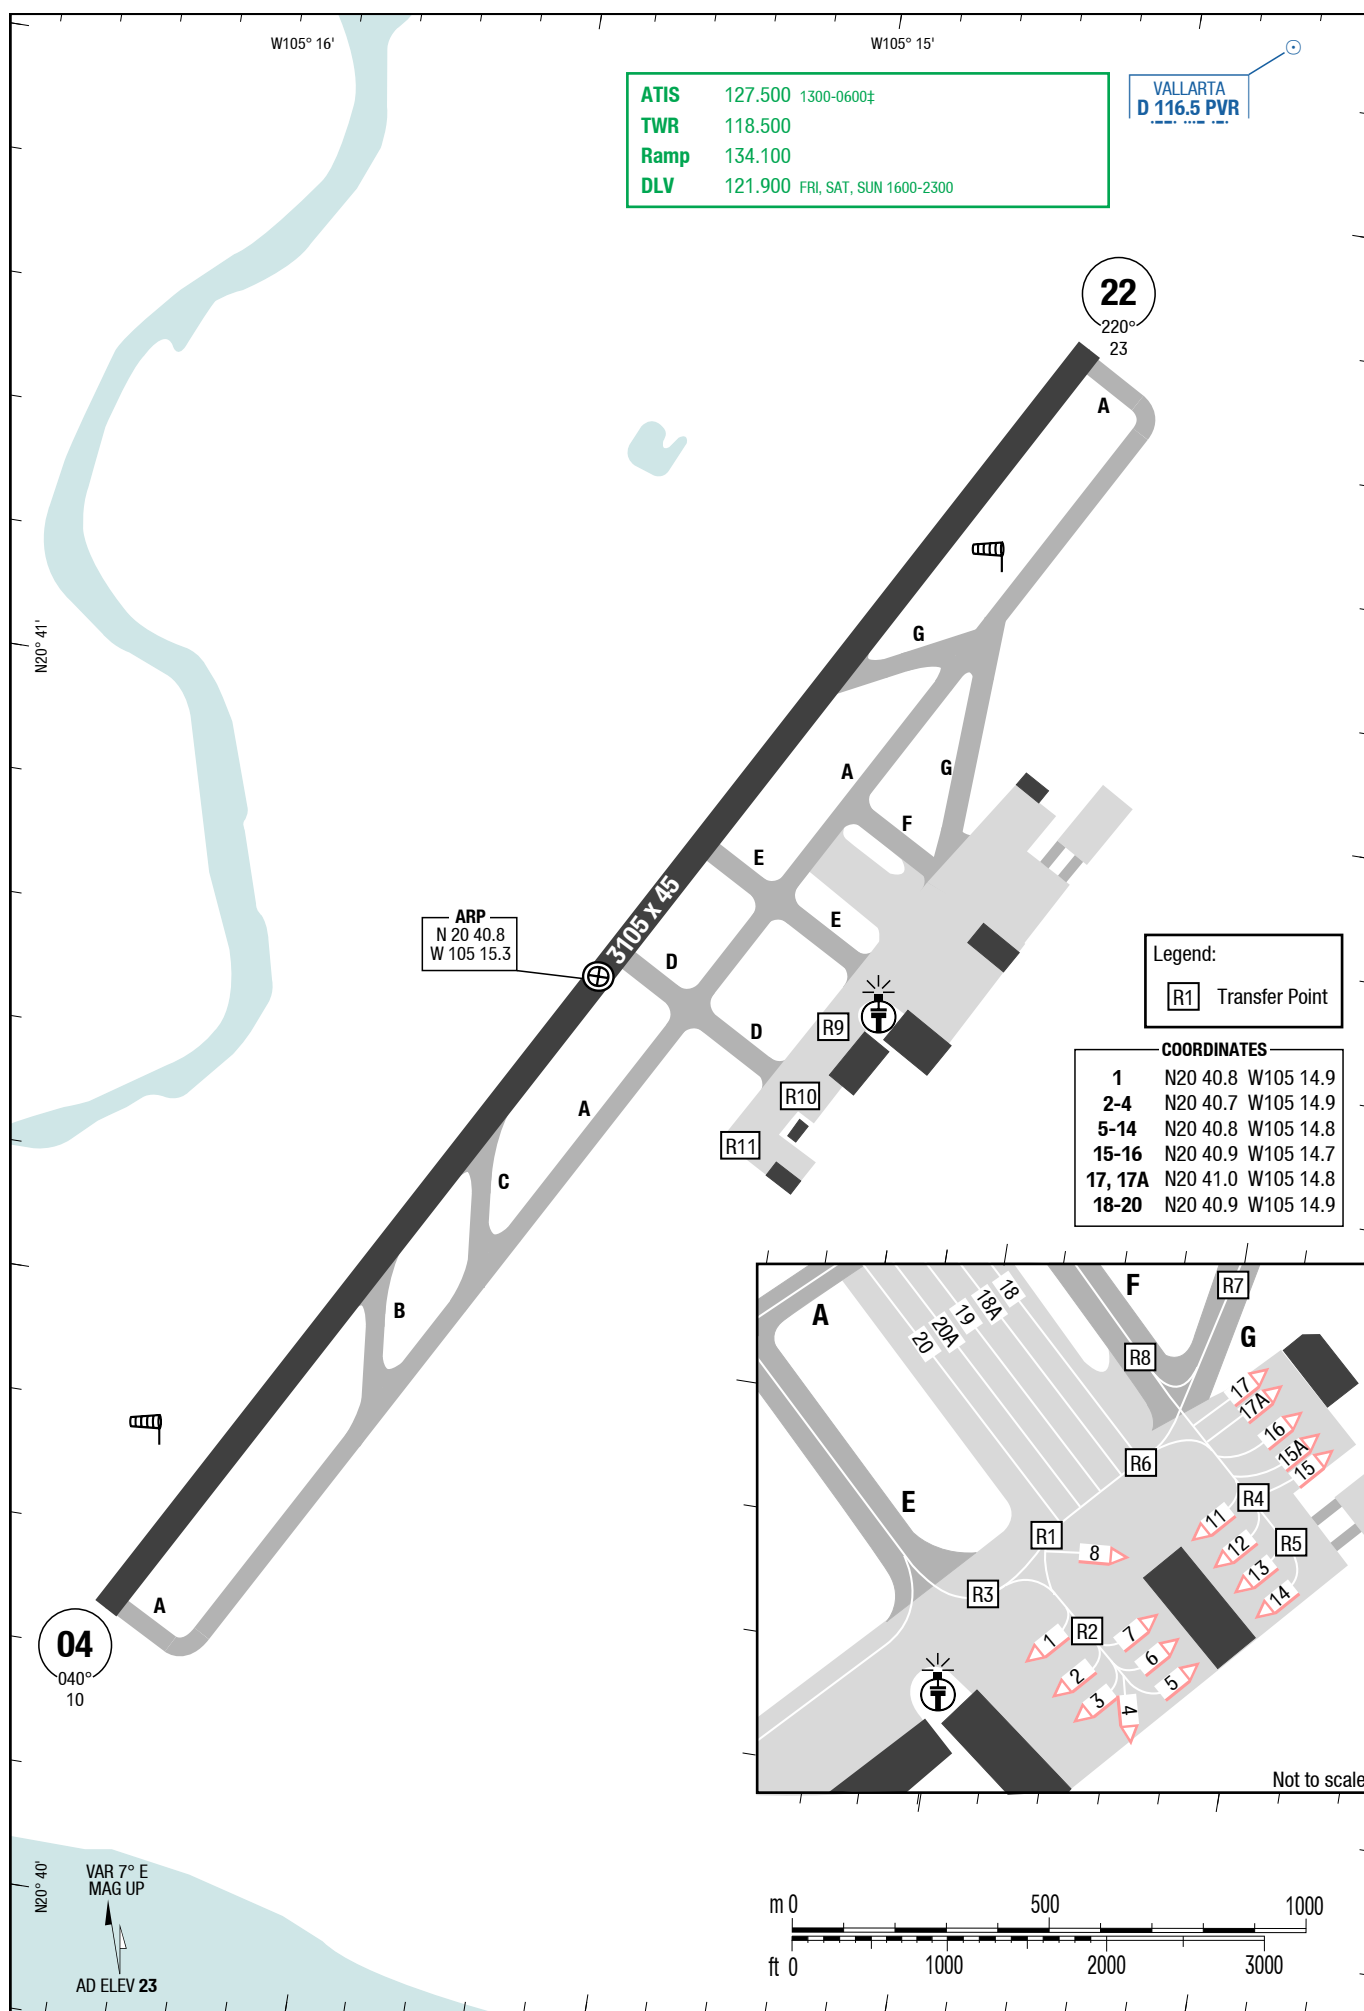 W105° 16'
W105° 15'
ATIS 127.500 1300-0600‡
TWR 118.500
Ramp 134.100
DLV 121.900 FRI, SAT, SUN 1600-2300
VALLARTA
D 116.5 PVR
22
220°
23
A
N20° 41'
G
A
G
F
E
3105 x 45
E
ARP
N 20 40.8
W 105 15.3
D
D
Legend:
R1 Transfer Point
R9
R10
R11
A
C
B
COORDINATES
1 N20 40.8 W105 14.9
2-4 N20 40.7 W105 14.9
5-14 N20 40.8 W105 14.8
15-16 N20 40.9 W105 14.7
17, 17A N20 41.0 W105 14.8
18-20 N20 40.9 W105 14.9
A
F
R7
G
20
20A
19
18A
18
R8
17
17A
16
15A
15
R6
R4
E
R1
8
11
12
R5
13
14
R3
R2
1
7
2
6
3
4
5
Not to scale
A
04
040°
10
N20° 40'
VAR 7° E
MAG UP
AD ELEV 23
m 0 500 1000
ft 0 1000 2000 3000